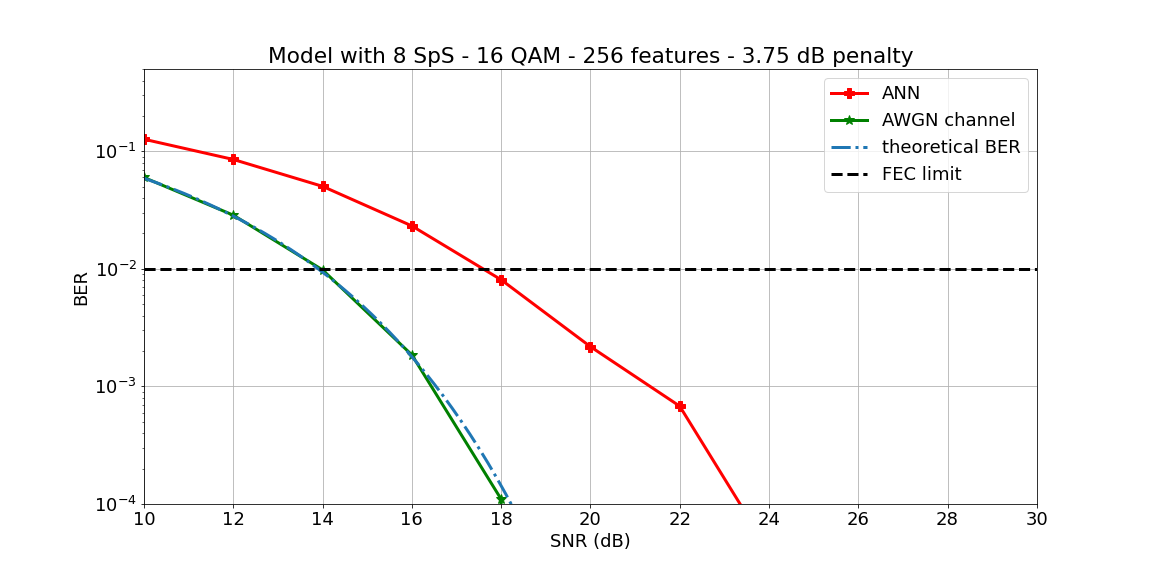 Model with 8 SpS - 16 QAM - 256 features - 3.75 dB penalty
ANN
AWGN channel
theoretical BER
FEC limit
BER
10⁻¹
10⁻²
10⁻³
10⁻⁴
10 12 14 16 18 20 22 24 26 28 30
SNR (dB)